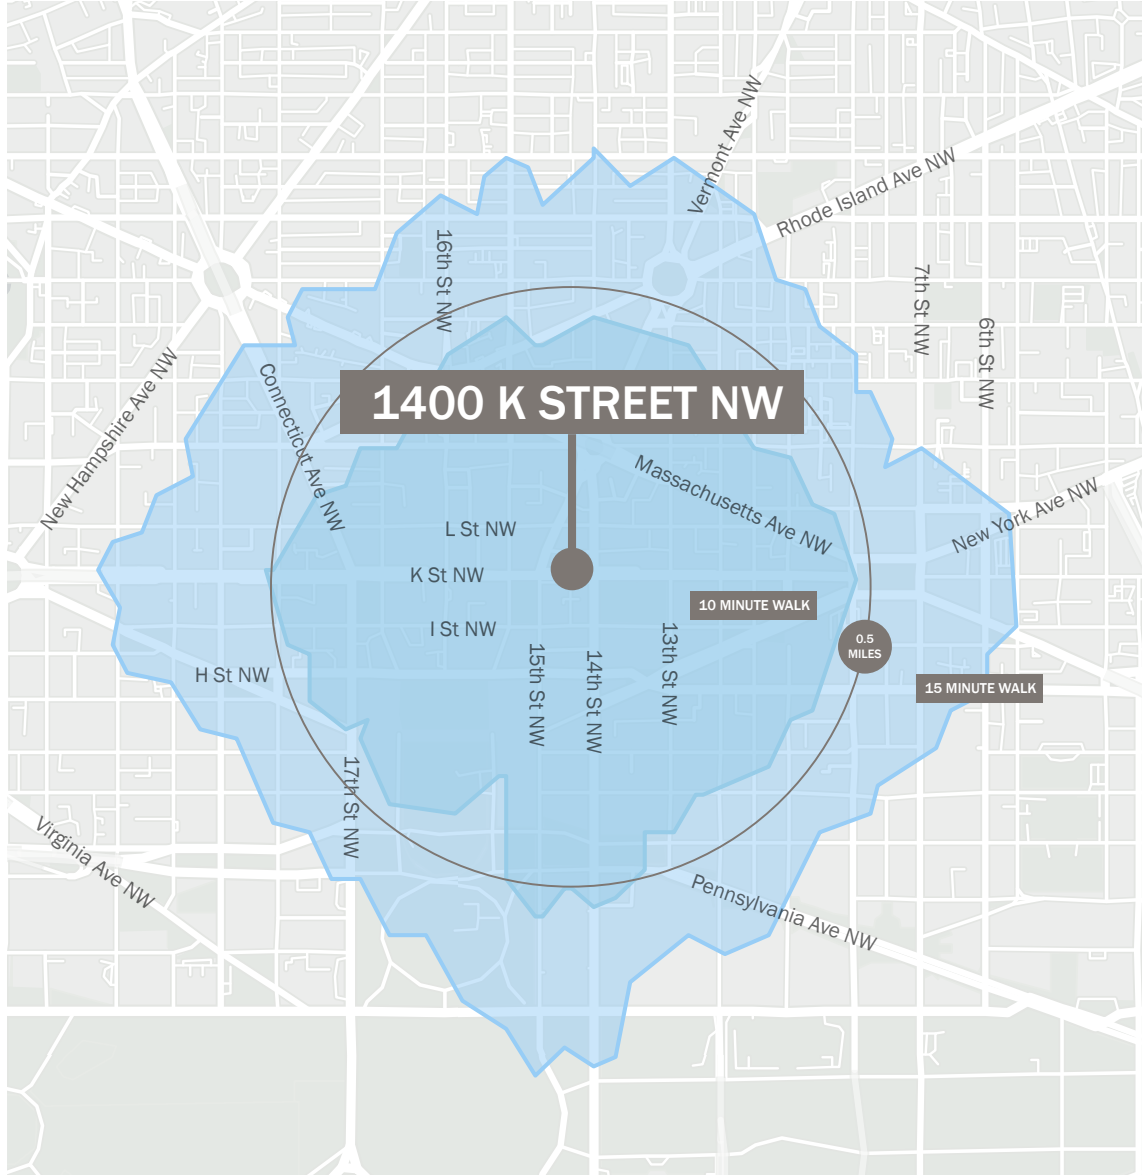 Vermont Ave NW
Rhode Island Ave NW
16th St NW
7th St NW
6th St NW
New Hampshire Ave NW
Connecticut Ave NW
1400 K STREET NW
Massachusetts Ave NW
New York Ave NW
L St NW
K St NW
10 MINUTE WALK
I St NW
13th St NW
0.5
MILES
15th St NW
14th St NW
H St NW
15 MINUTE WALK
17th St NW
Virginia Ave NW
Pennsylvania Ave NW